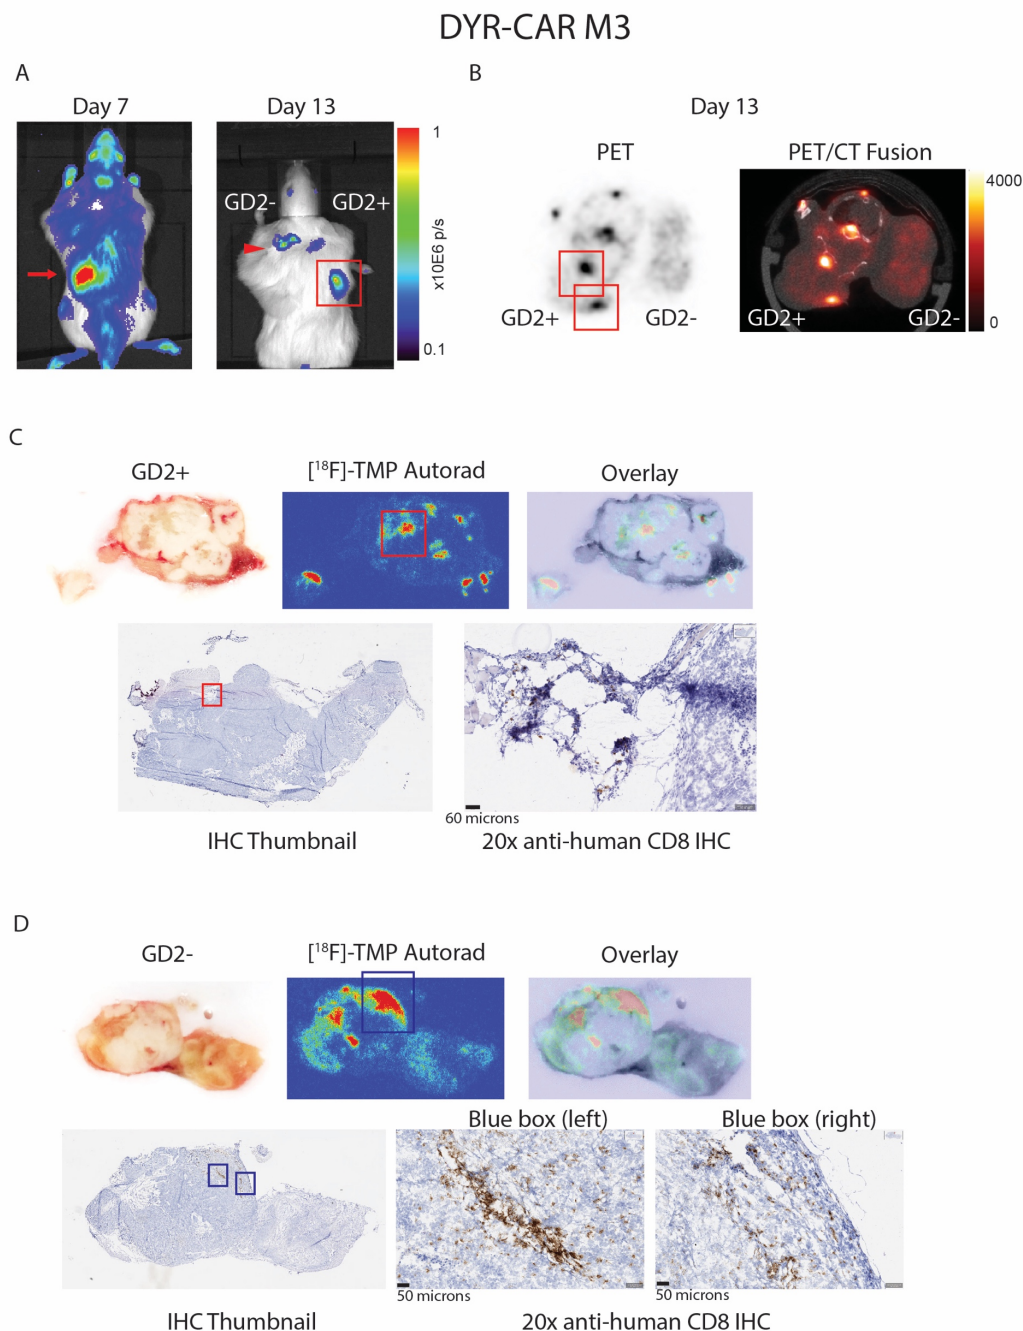 DYR-CAR M3
A
B
Day 7
Day 13
Day 13
1
PET
PET/CT Fusion
GD2-
GD2+
4000
x10E6 p/s
GD2+
GD2-
GD2+
GD2-
0
0.1
C
GD2+
[18F]-TMP Autorad
Overlay
60 microns
IHC Thumbnail
20x anti-human CD8 IHC
D
GD2-
[18F]-TMP Autorad
Overlay
Blue box (left)
Blue box (right)
50 microns
50 microns
IHC Thumbnail
20x anti-human CD8 IHC